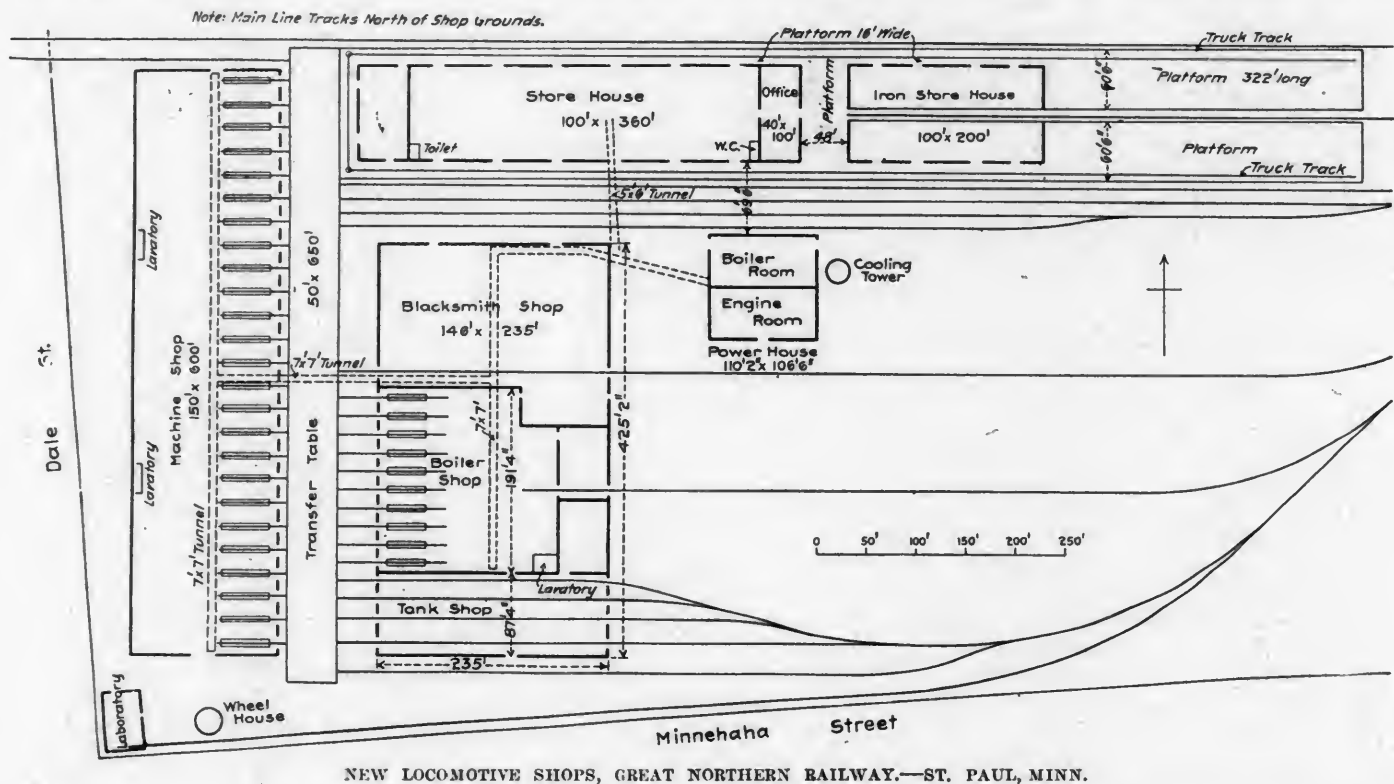 Note: Main Line Tracks North of Shop Grounds.
Platform 16' Wide
Truck Track
Store House
100' x 360'
Office
40' x
100'
Platform
48'
Iron Store House
100' x 200'
60'6"
Platform 322' long
60'6"
Platform
Truck Track
Toilet
W.C.
5'x6' Tunnel
69'6"
Lavatory
50' x 650'
Boiler
Room
Engine
Room
Cooling
Tower
Power House
110'2" x 106'6"
Blacksmith Shop
146' x 235'
Dale St.
Machine Shop
150' x 600'
7'x7' Tunnel
Transfer Table
7'x7'
Boiler
Shop
191'4"
425'2"
Lavatory
7'x7' Tunnel
0 50' 100' 150' 200' 250'
Lavatory
Tank Shop
87'4"
235'
Laboratory
Wheel
House
Minnehaha Street
NEW LOCOMOTIVE SHOPS, GREAT NORTHERN RAILWAY.—ST. PAUL, MINN.